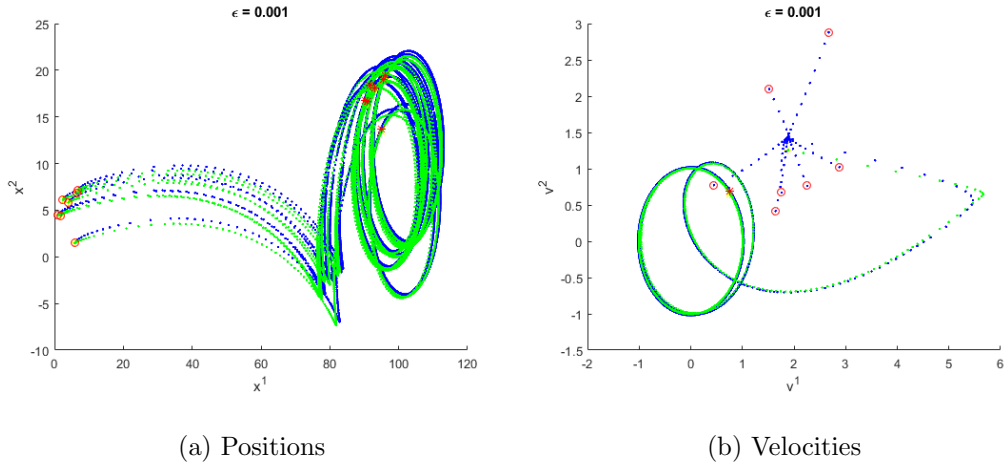 ϵ = 0.001
x²
25
20
15
10
5
0
-5
-10
0 20 40 60 80 100 120
x¹
(a) Positions
ϵ = 0.001
v²
3
2.5
2
1.5
1
0.5
0
-0.5
-1
-1.5
-2 -1 0 1 2 3 4 5 6
v¹
(b) Velocities